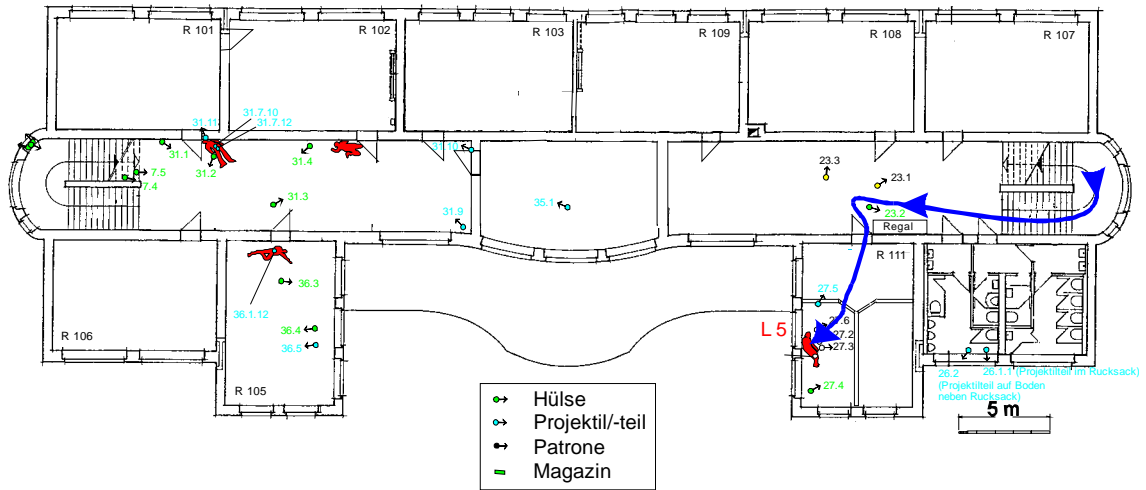 R 101
R 102
R 103
R 109
R 108
R 107
31.11
31.7.10
31.7.12
31.1
31.2
31.4
31.10
7.5
7.4
31.3
31.9
35.1
23.3
23.1
23.2
Regal
R 106
36.3
36.1.12
36.4
36.5
R 105
R 111
27.5
27.6
27.2
27.3
L 5
27.4
26.2
(Projektilteil auf Boden
neben Rucksack)
26.1.1 (Projektilteil im Rucksack)
5 m
Hülse
Projektil/-teil
Patrone
Magazin